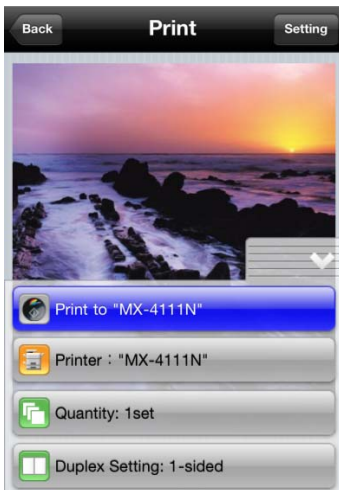 Back
Print
Setting
Print to "MX-4111N"
Printer : "MX-4111N"
Quantity: 1set
Duplex Setting: 1-sided